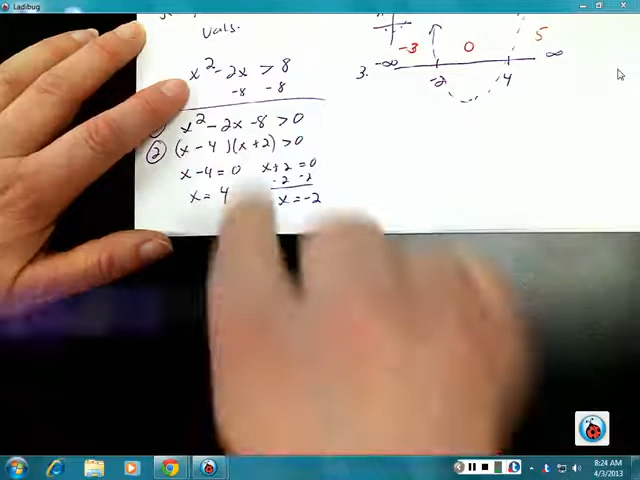 Ladibug
vals.
x² - 2x > 8
-8 -8
x² - 2x - 8 > 0
② (x - 4)(x + 2) > 0
x - 4 = 0 x + 2 = 0
-2 -2
x = 4 x = -2
-3 0 5
3. -∞ ∞
-2 4
8:24 AM
4/3/2013